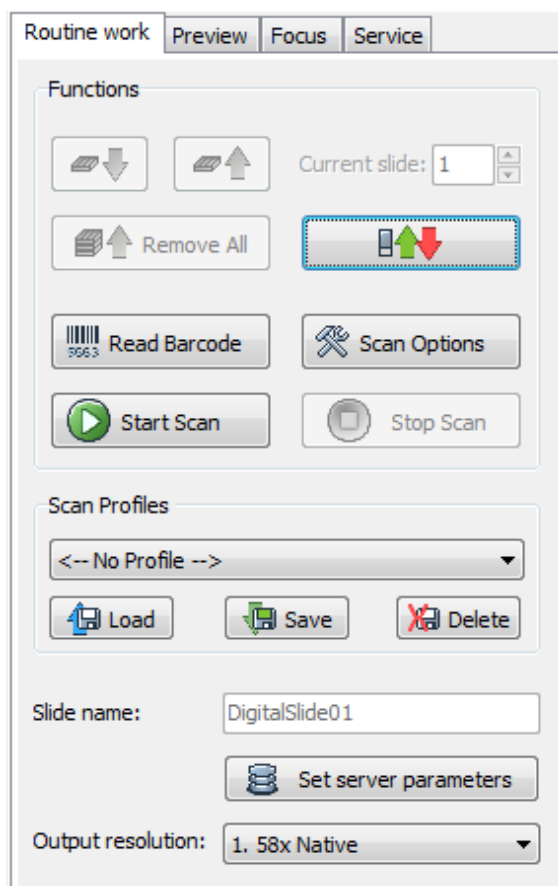 Routine work Preview Focus Service
Functions
Current slide: 1
Remove All
9663 Read Barcode Scan Options
Start Scan Stop Scan
Scan Profiles
<-- No Profile -->
Load Save Delete
Slide name: DigitalSlide01
Set server parameters
Output resolution: 1. 58x Native